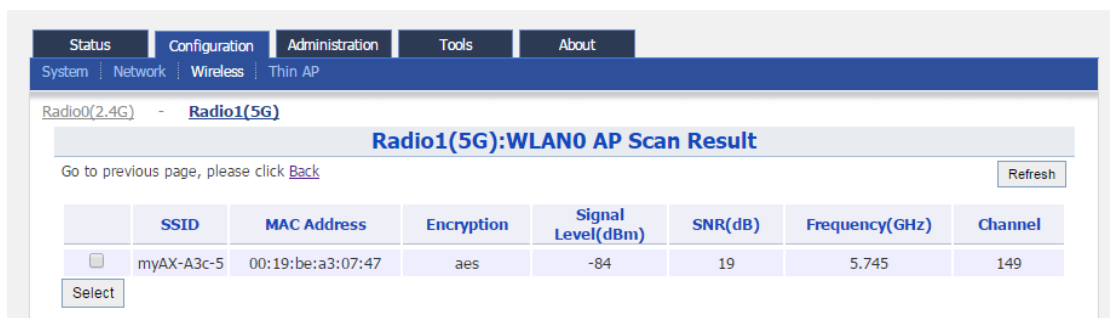 Status Configuration Administration Tools About
System Network Wireless Thin AP
Radio0(2.4G) - Radio1(5G)
Radio1(5G):WLAN0 AP Scan Result
Go to previous page, please click Back Refresh
SSID MAC Address Encryption Signal Level(dBm) SNR(dB) Frequency(GHz) Channel
myAX-A3c-5 00:19:be:a3:07:47 aes -84 19 5.745 149
Select